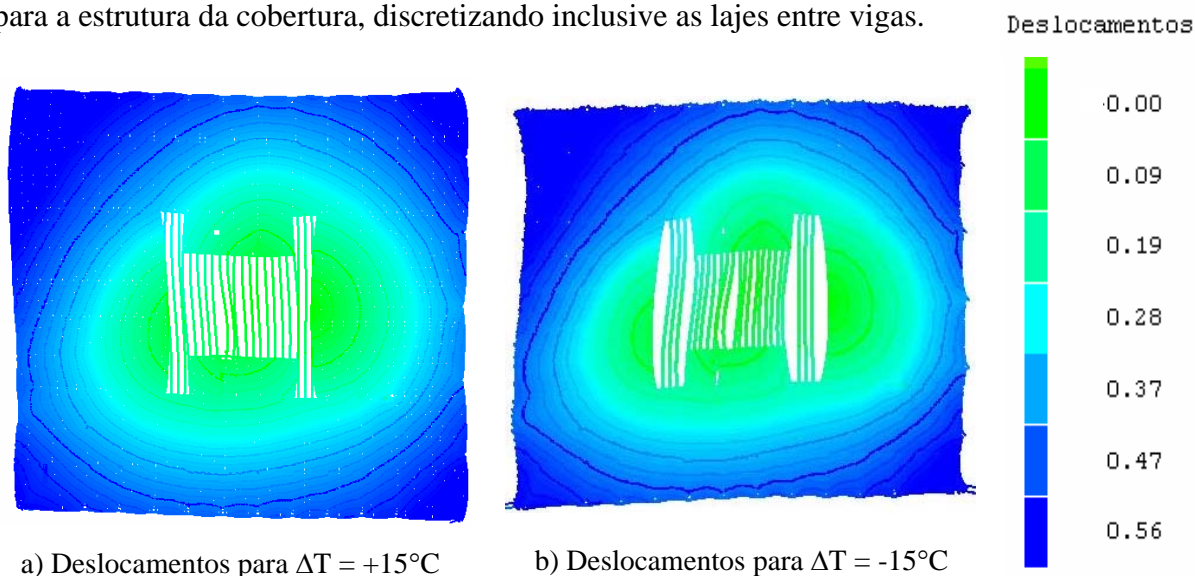 para a estrutura da cobertura, discretizando inclusive as lajes entre vigas.
Deslocamentos
0.00
0.09
0.19
0.28
0.37
0.47
0.56
a) Deslocamentos para ΔT = +15°C
b) Deslocamentos para ΔT = -15°C